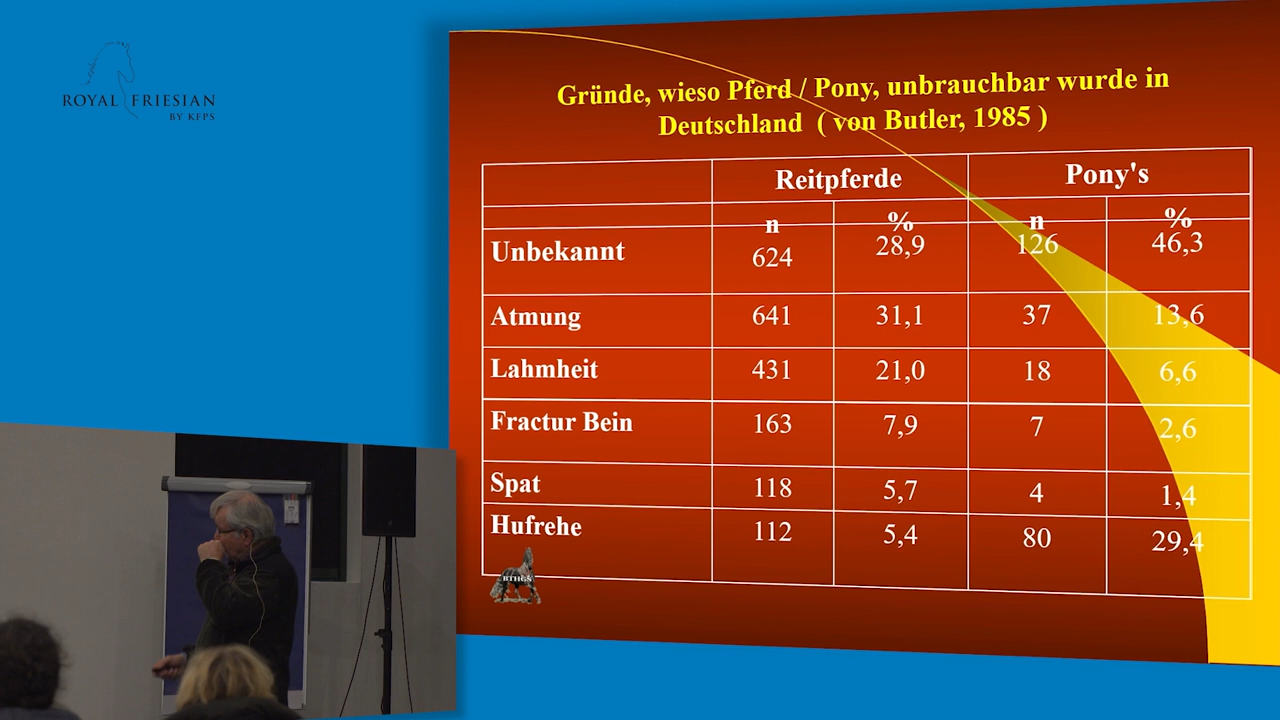 ROYAL FRIESIAN
BY KFPS
Gründe, wieso Pferd / Pony, unbrauchbar wurde in
Deutschland ( von Butler, 1985 )
Reitpferde Pony's
n % n %
Unbekannt 624 28,9 126 46,3
Atmung 641 31,1 37 13,6
Lahmheit 431 21,0 18 6,6
Fractur Bein 163 7,9 7 2,6
Spat 118 5,7 4 1,4
Hufrehe 112 5,4 80 29,4